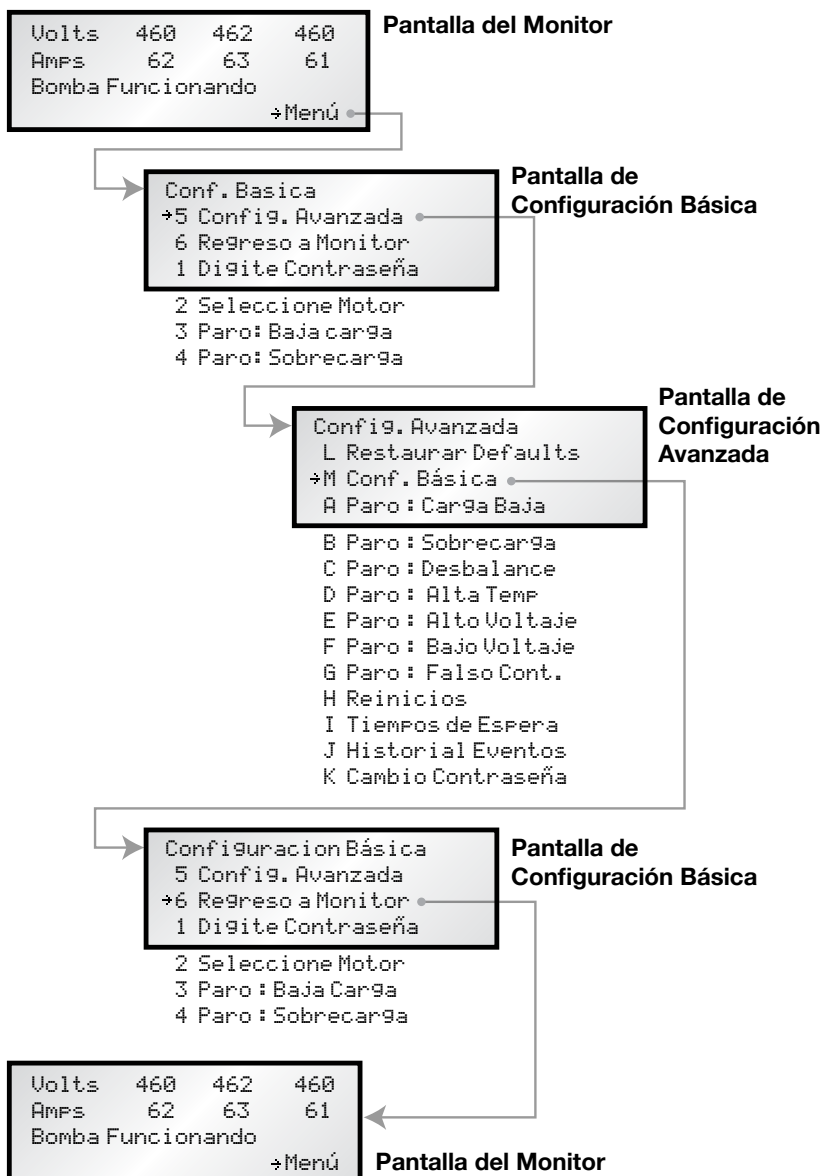 Volts 460 462 460
Amps 62 63 61
Bomba Funcionando
→Menú
Pantalla del Monitor
Conf. Basica
→5 Config. Avanzada
6 Regreso a Monitor
1 Digite Contraseña
2 Seleccione Motor
3 Paro: Baja carga
4 Paro: Sobrecarga
Pantalla de
Configuración Básica
Config. Avanzada
L Restaurar Defaults
→M Conf. Básica
A Paro : Carga Baja
B Paro : Sobrecarga
C Paro : Desbalance
D Paro : Alta Temp
E Paro : Alto Voltaje
F Paro : Bajo Voltaje
G Paro : Falso Cont.
H Reinicios
I Tiempos de Espera
J Historial Eventos
K Cambio Contraseña
Pantalla de
Configuración
Avanzada
Configuracion Básica
5 Config. Avanzada
→6 Regreso a Monitor
1 Digite Contraseña
2 Seleccione Motor
3 Paro : Baja Carga
4 Paro : Sobrecarga
Pantalla de
Configuración Básica
Volts 460 462 460
Amps 62 63 61
Bomba Funcionando
→Menú
Pantalla del Monitor